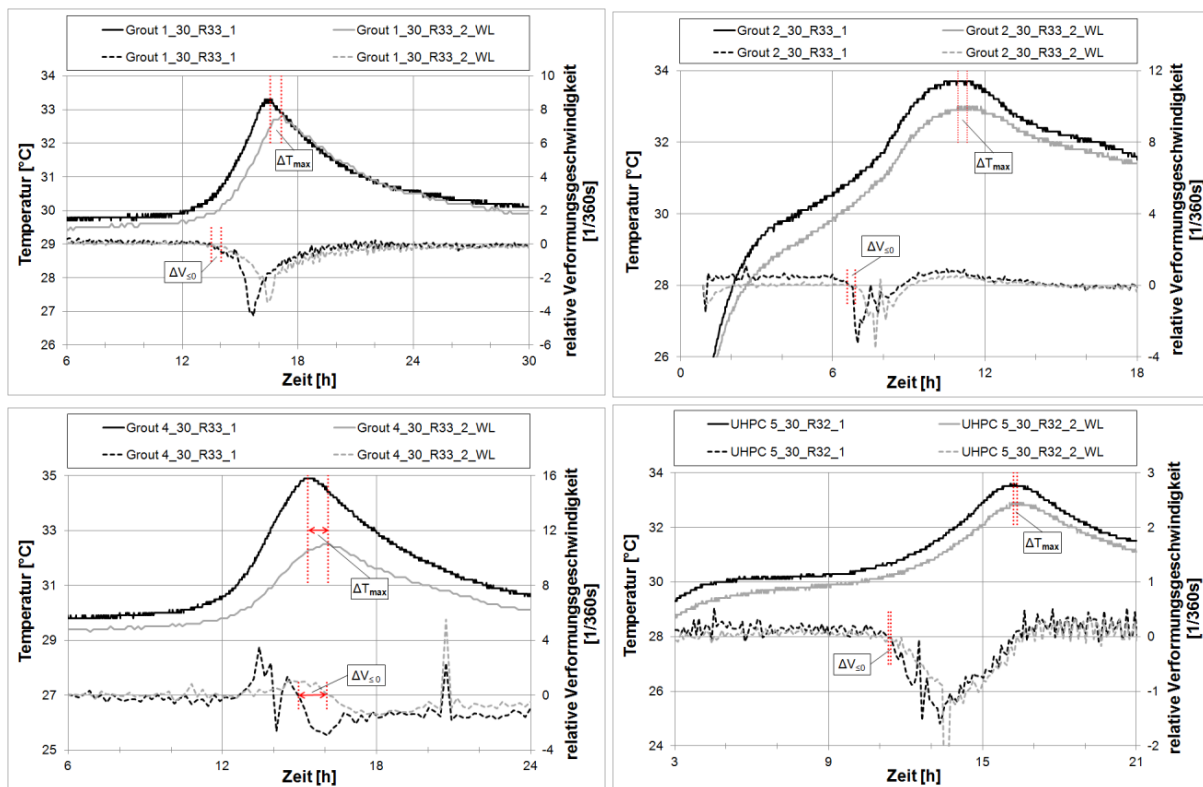 Grout 1_30_R33_1 Grout 1_30_R33_2_WL
Grout 1_30_R33_1 Grout 1_30_R33_2_WL
34 33 32 31 30 29 28 27 26
Temperatur [°C]
10 8 6 4 2 0 -2 -4 -6
relative Verformungsgeschwindigkeit
[1/360s]
ΔTmax
ΔV≤0
6 12 18 24 30
Zeit [h]
Grout 2_30_R33_1 Grout 2_30_R33_2_WL
Grout 2_30_R33_1 Grout 2_30_R33_2_WL
34 32 30 28 26
Temperatur [°C]
12 8 4 0 -4
relative Verformungsgeschwindigkeit
[1/360s]
ΔTmax
ΔV≤0
0 6 12 18
Zeit [h]
Grout 4_30_R33_1 Grout 4_30_R33_2_WL
Grout 4_30_R33_1 Grout 4_30_R33_2_WL
35 33 31 29 27 25
Temperatur [°C]
16 12 8 4 0 -4
relative Verformungsgeschwindigkeit
[1/360s]
ΔTmax
ΔV≤ 0
6 12 18 24
Zeit [h]
UHPC 5_30_R32_1 UHPC 5_30_R32_2_WL
UHPC 5_30_R32_1 UHPC 5_30_R32_2_WL
34 32 30 28 26 24
Temperatur [°C]
3 2 1 0 -1 -2
relative Verformungsgeschwindigkeit
[1/360s]
ΔTmax
ΔV≤0
3 9 15 21
Zeit [h]